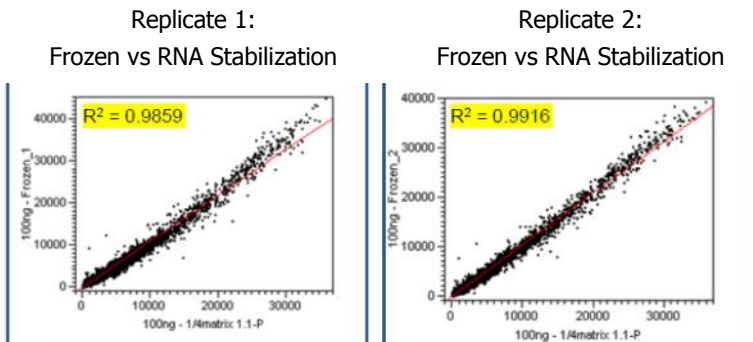 Replicate 1:
Frozen vs RNA Stabilization
R² = 0.9859
40000
30000
20000
10000
0
100ng - Frozen_1
0 10000 20000 30000
100ng - 1/4matrix 1.1-P
Replicate 2:
Frozen vs RNA Stabilization
R² = 0.9916
40000
30000
20000
10000
0
100ng - Frozen_2
0 10000 20000 30000
100ng - 1/4matrix 1.1-P